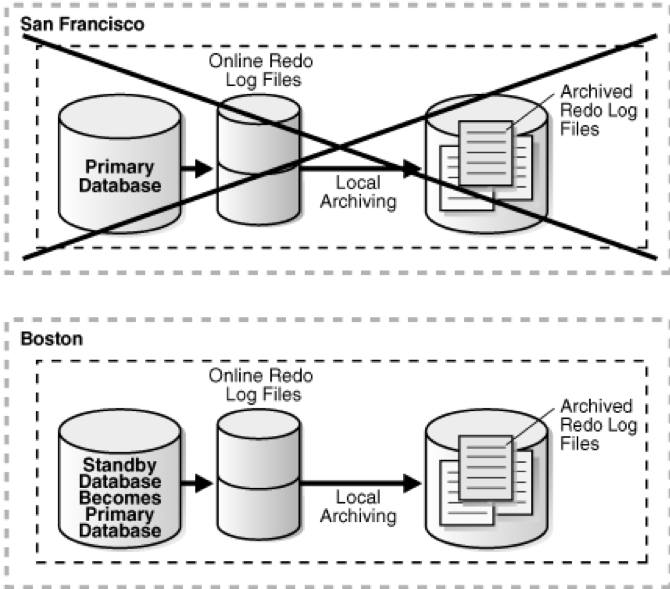 San Francisco
Online Redo
Log Files
Archived
Redo Log
Files
Primary
Database
Local
Archiving
Boston
Online Redo
Log Files
Archived
Redo Log
Files
Standby
Database
Becomes
Primary
Database
Local
Archiving